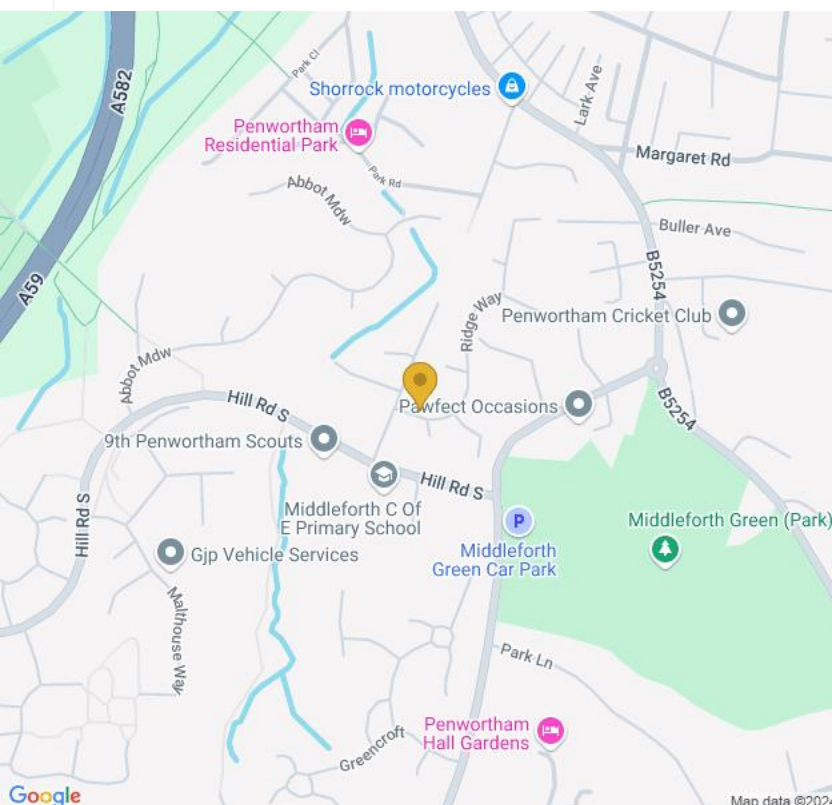 A582
Park Cl
Shorrock motorcycles
Lark Ave
Penwortham
Residential Park
Margaret Rd
Park Rd
Abbot Mdw
Buller Ave
B5254
A59
Ridge Way
Penwortham Cricket Club
Abbot Mdw
Hill Rd S
Pawfect Occasions
B5254
9th Penwortham Scouts
Hill Rd S
Middleforth C Of
E Primary School
Hill Rd S
P
Middleforth
Green Car Park
Middleforth Green (Park)
Gjp Vehicle Services
Malthouse Way
Park Ln
Penwortham
Hall Gardens
Greencroft
Google
Map data ©2024